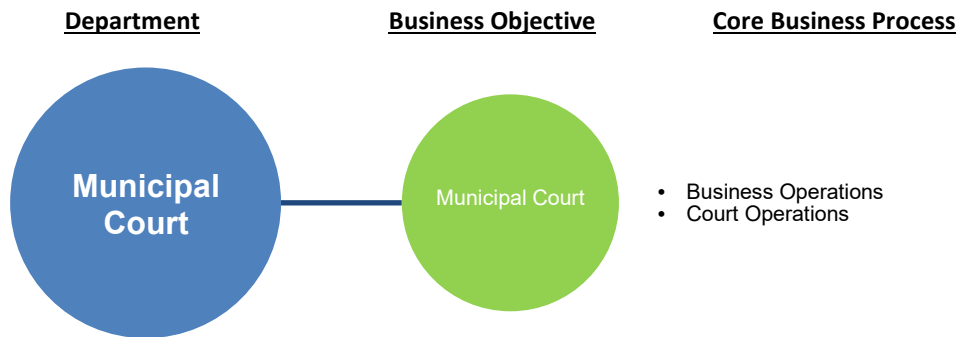 Department
Business Objective
Core Business Process
Municipal
Court
Municipal Court
• Business Operations
• Court Operations